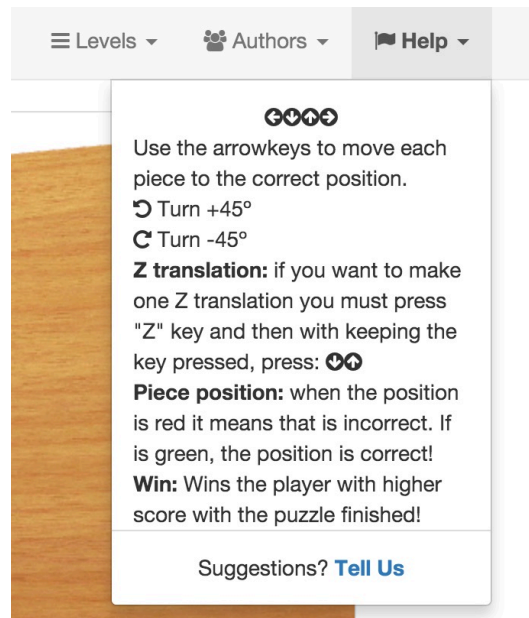 Levels Authors Help
Use the arrowkeys to move each
piece to the correct position.
Turn +45º
Turn -45º
Z translation: if you want to make
one Z translation you must press
"Z" key and then with keeping the
key pressed, press:
Piece position: when the position
is red it means that is incorrect. If
is green, the position is correct!
Win: Wins the player with higher
score with the puzzle finished!
Suggestions? Tell Us